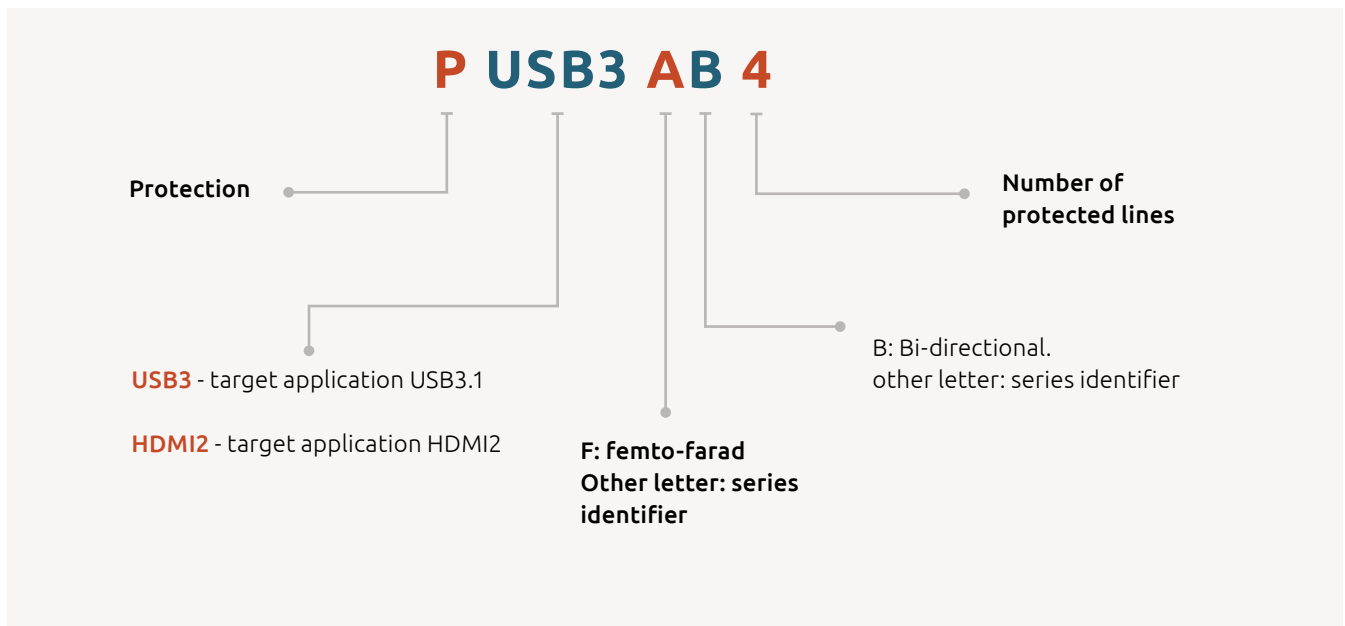 P USB3 AB 4
Protection
Number of
protected lines
USB3 - target application USB3.1
HDMI2 - target application HDMI2
B: Bi-directional.
other letter: series identifier
F: femto-farad
Other letter: series
identifier